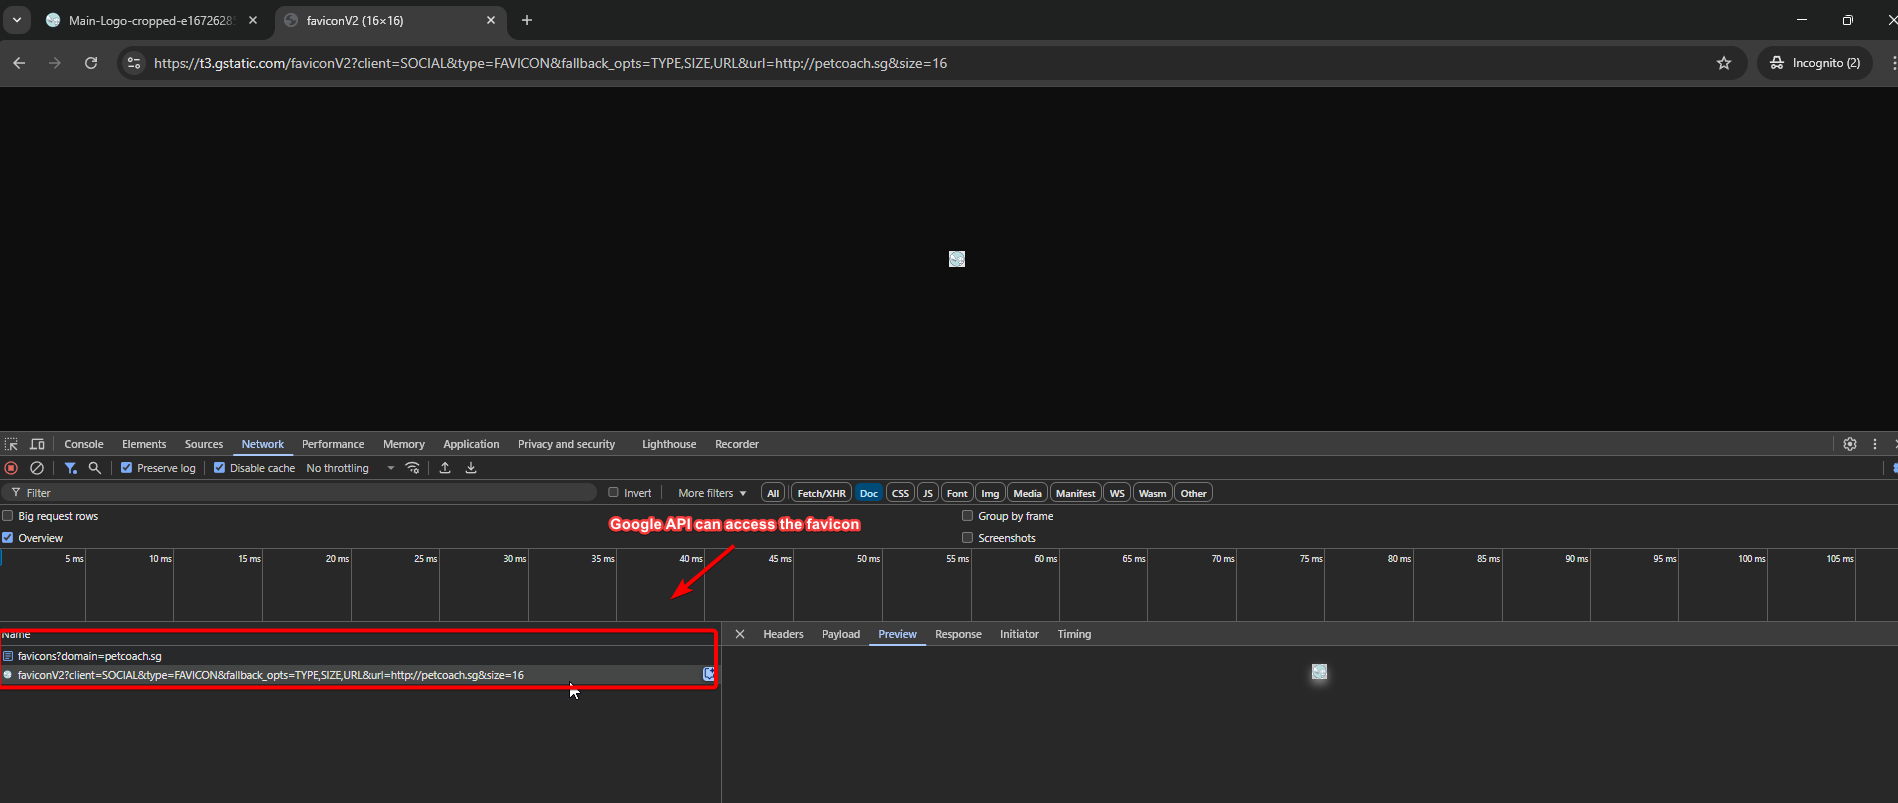 Main-Logo-cropped-e1672628
faviconV2 (16×16)
https://t3.gstatic.com/faviconV2?client=SOCIAL&type=FAVICON&fallback_opts=TYPE,SIZE,URL&url=http://petcoach.sg&size=16
Incognito (2)
Console Elements Sources Network Performance Memory Application Privacy and security Lighthouse Recorder
Preserve log Disable cache No throttling
Filter Invert More filters All Fetch/XHR Doc CSS JS Font Img Media Manifest WS Wasm Other
Big request rows Group by frame
Google API can access the favicon
Overview Screenshots
5 ms 10 ms 15 ms 20 ms 25 ms 30 ms 35 ms 40 ms 45 ms 50 ms 55 ms 60 ms 65 ms 70 ms 75 ms 80 ms 85 ms 90 ms 95 ms 100 ms 105 ms
Name Headers Payload Preview Response Initiator Timing
favicons?domain=petcoach.sg
faviconV2?client=SOCIAL&type=FAVICON&fallback_opts=TYPE,SIZE,URL&url=http://petcoach.sg&size=16